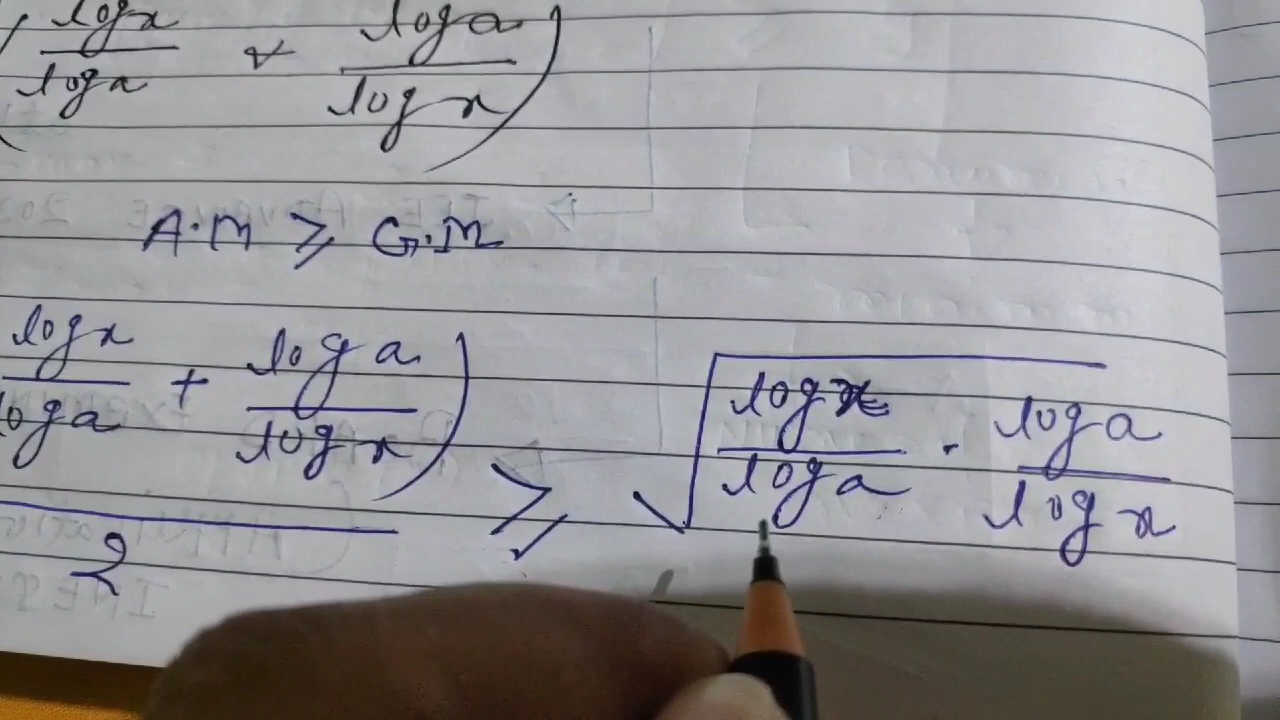 ( log x / log a & log a / log x )
A.M ≥ G.M
( log x / log a + log a / log x ) / 2 ≥ √( log x / log a . log a / log x )